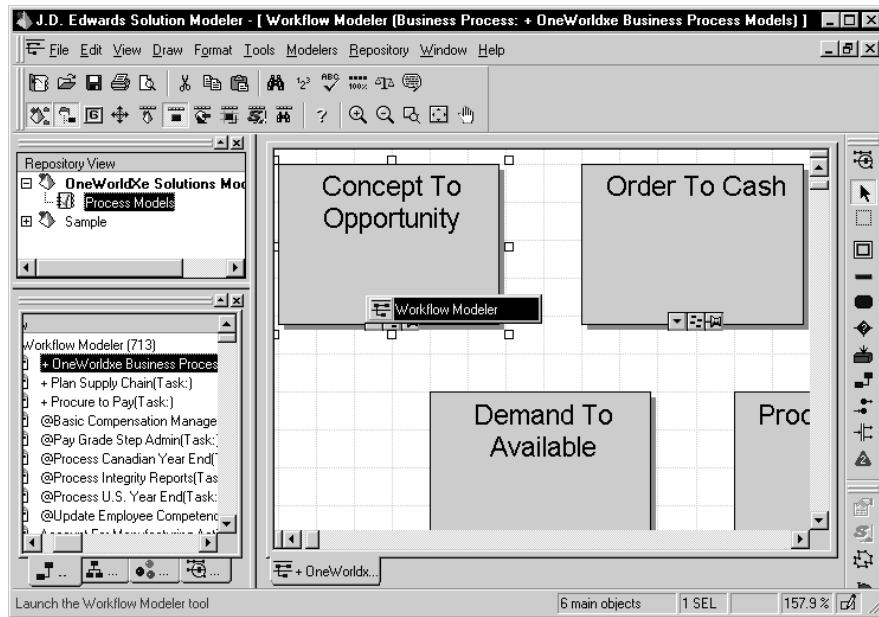 J.D. Edwards Solution Modeler - [ Workflow Modeler (Business Process: + OneWorldxe Business Process Models) ]
File Edit View Draw Format Tools Modelers Repository Window Help
Repository View
OneWorldXe Solutions Mod
Process Models
Sample
Workflow Modeler (713)
+ OneWorldxe Business Proces
+ Plan Supply Chain(Task:)
+ Procure to Pay(Task:)
@Basic Compensation Manage
@Pay Grade Step Admin(Task:
@Process Canadian Year End(T
@Process Integrity Reports(Tas
@Process U.S. Year End(Task:
@Update Employee Competenc
Concept To
Opportunity
Order To Cash
Workflow Modeler
Demand To
Available
Proc
+ OneWorldx...
Launch the Workflow Modeler tool
6 main objects
1 SEL
157.9 %